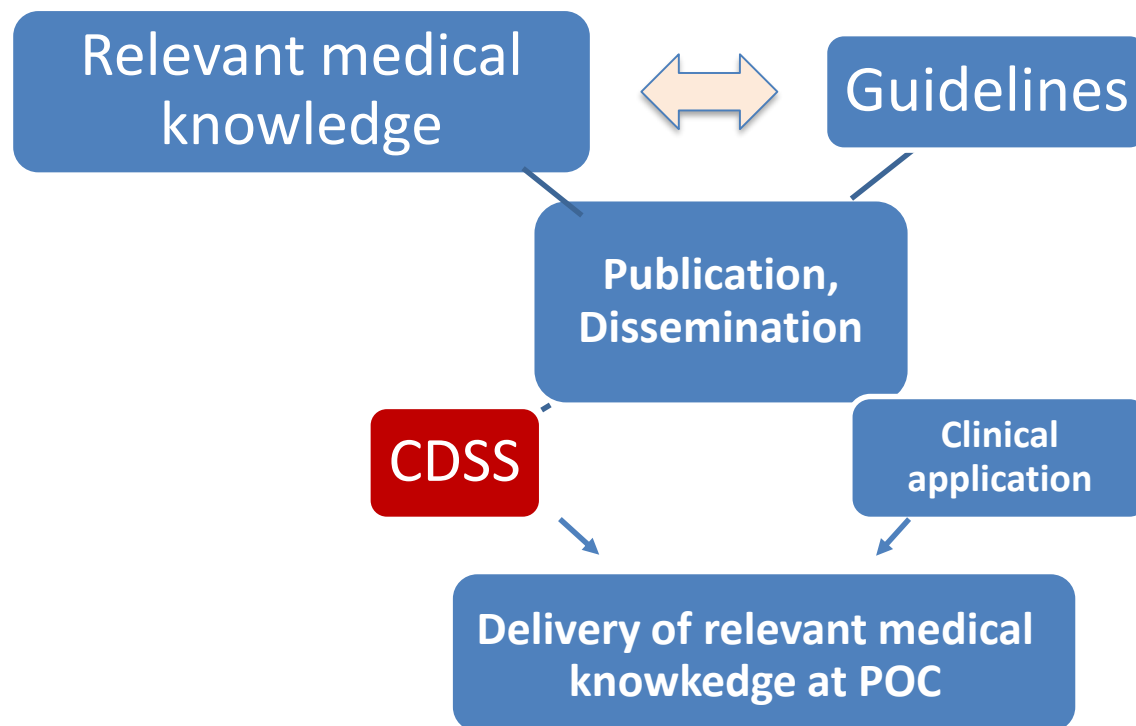 Relevant medical
knowledge
Guidelines
Publication,
Dissemination
CDSS
Clinical
application
Delivery of relevant medical
knowkedge at POC